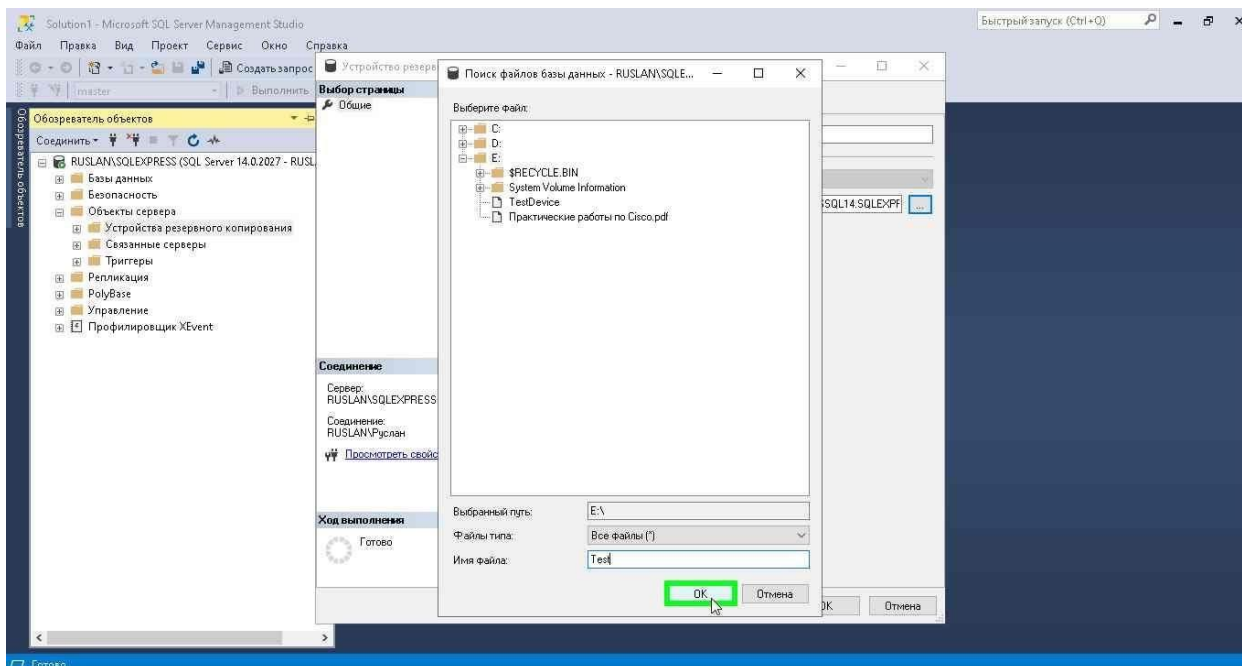 Solution1 - Microsoft SQL Server Management Studio
Быстрый запуск (Ctrl+Q)
Файл Правка Вид Проект Сервис Окно Справка
Создать запрос
master
Выполнить
Обозреватель объектов
Обозреватель объектов
Соединить
RUSLAN\SQLEXPRESS (SQL Server 14.0.2027 - RUSL
Базы данных
Безопасность
Объекты сервера
Устройства резервного копирования
Связанные серверы
Триггеры
Репликация
PolyBase
Управление
Профилировщик XEvent
Устройство резерв
Выбор страницы
Общие
SSQL14.SQLEXPF
...
Соединение
Сервер:
RUSLAN\SQLEXPRESS
Соединение:
RUSLAN\Руслан
Просмотреть свойс
Ход выполнения
Готово
OK
Отмена
Поиск файлов базы данных - RUSLAN\SQLE...
Выберите файл:
C:
D:
E:
$RECYCLE.BIN
System Volume Information
TestDevice
Практические работы по Cisco.pdf
Выбранный путь: E:\
Файлы типа: Все файлы (*)
Имя файла: Test
OK Отмена
Готово